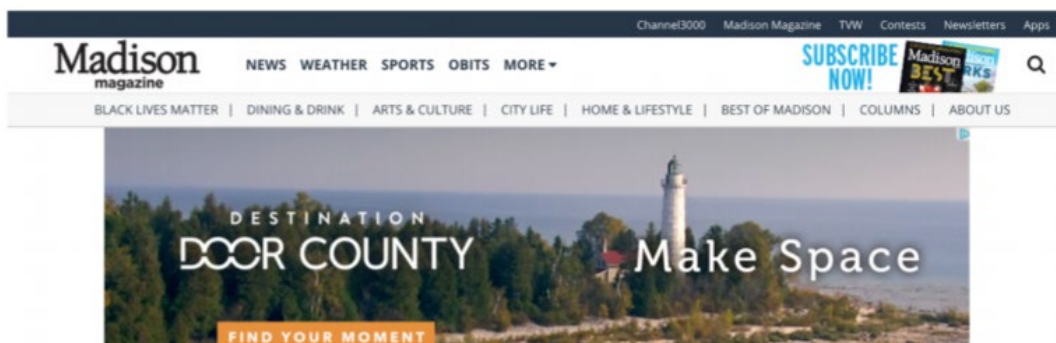 Channel3000 Madison Magazine TVW Contests Newsletters Apps
Madison
magazine
NEWS WEATHER SPORTS OBITS MORE
SUBSCRIBE
NOW!
Madison
BEST
BLACK LIVES MATTER | DINING & DRINK | ARTS & CULTURE | CITY LIFE | HOME & LIFESTYLE | BEST OF MADISON | COLUMNS | ABOUT US
DESTINATION
DOOR COUNTY
Make Space
FIND YOUR MOMENT